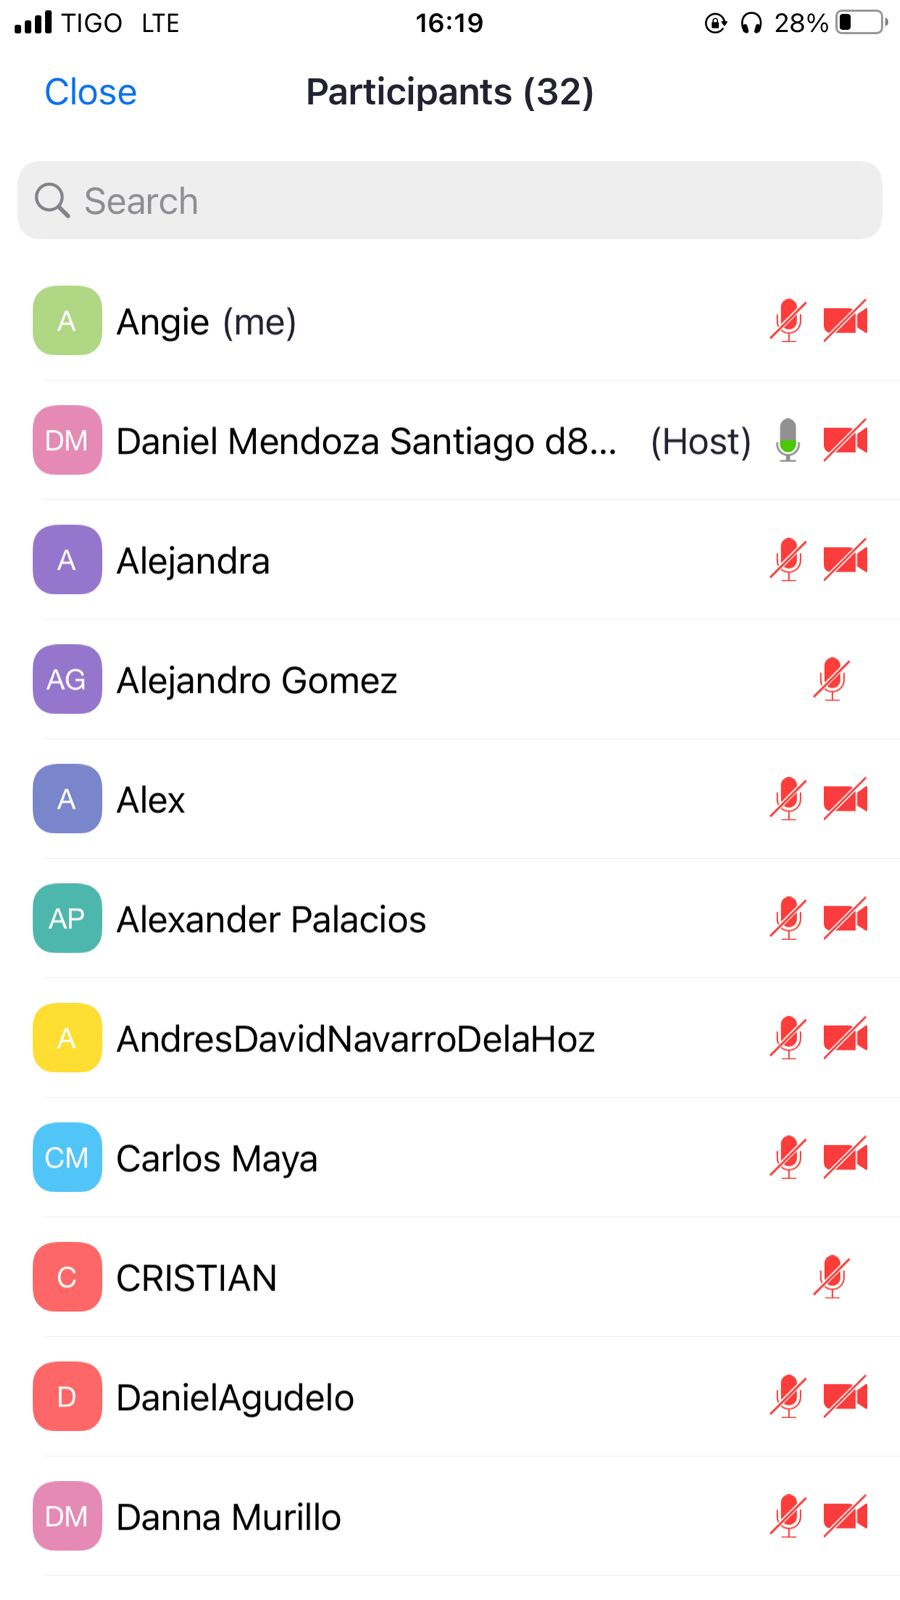 TIGO LTE 16:19 28%
Close Participants (32)
Search
A Angie (me)
DM Daniel Mendoza Santiago d8... (Host)
A Alejandra
AG Alejandro Gomez
A Alex
AP Alexander Palacios
A AndresDavidNavarroDelaHoz
CM Carlos Maya
C CRISTIAN
D DanielAgudelo
DM Danna Murillo